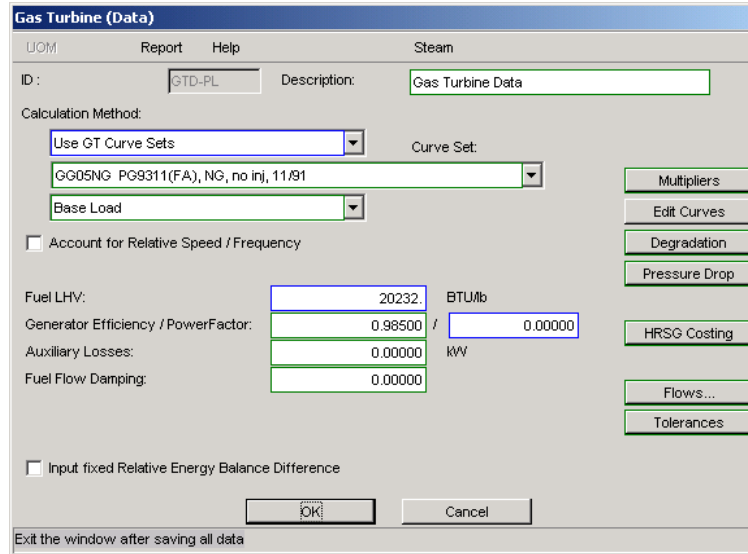 Gas Turbine (Data)
UOM Report Help Steam
ID : GTD-PL Description: Gas Turbine Data
Calculation Method:
Use GT Curve Sets Curve Set:
GG05NG PG9311(FA), NG, no inj, 11/91
Multipliers
Base Load
Edit Curves
Account for Relative Speed / Frequency
Degradation
Pressure Drop
Fuel LHV: 20232. BTU/lb
Generator Efficiency / PowerFactor: 0.98500 / 0.00000
HRSG Costing
Auxiliary Losses: 0.00000 kW
Fuel Flow Damping: 0.00000
Flows...
Tolerances
Input fixed Relative Energy Balance Difference
OK Cancel
Exit the window after saving all data